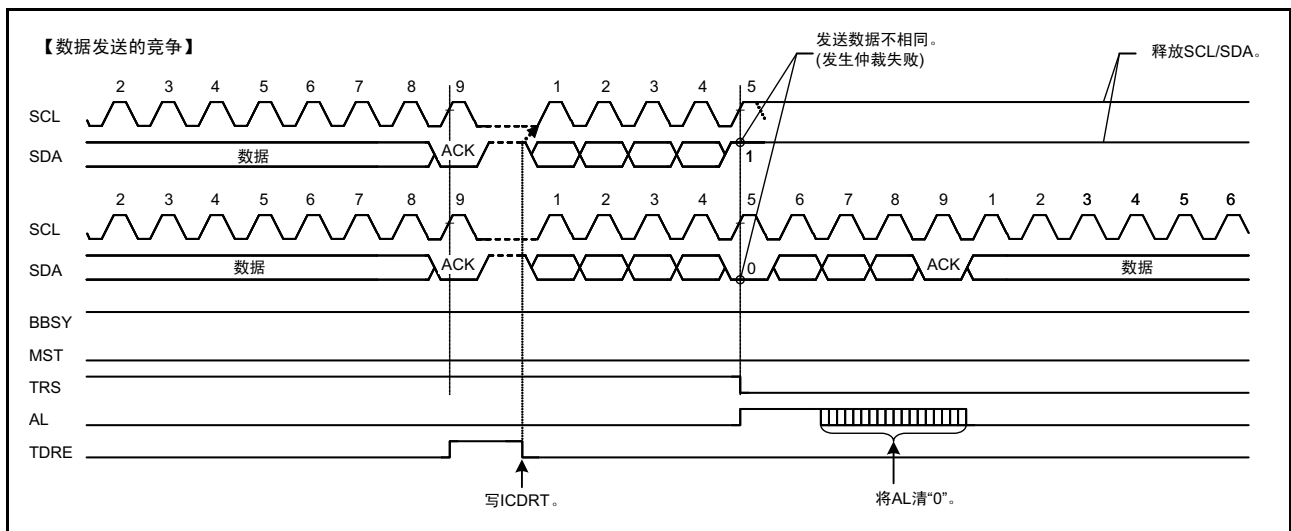 【数据发送的竞争】
发送数据不相同。
(发生仲裁失败)
释放SCL/SDA。
2 3 4 5 6 7 8 9 1 2 3 4 5
SCL
SDA 数据 ACK 1
2 3 4 5 6 7 8 9 1 2 3 4 5 6 7 8 9 1 2 3 4 5 6
SCL
SDA 数据 ACK 0 ACK 数据
BBSY
MST
TRS
AL
TDRE
写ICDRT。
将AL清“0”。